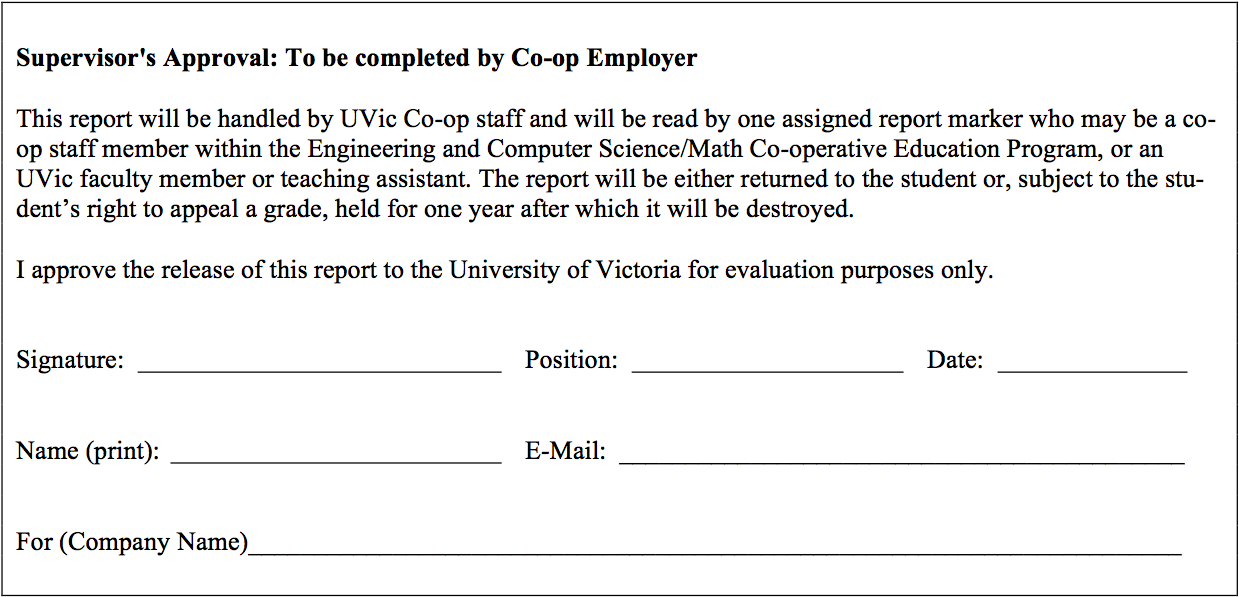 Supervisor's Approval: To be completed by Co-op Employer
This report will be handled by UVic Co-op staff and will be read by one assigned report marker who may be a co-
op staff member within the Engineering and Computer Science/Math Co-operative Education Program, or an
UVic faculty member or teaching assistant. The report will be either returned to the student or, subject to the stu-
dent’s right to appeal a grade, held for one year after which it will be destroyed.
I approve the release of this report to the University of Victoria for evaluation purposes only.
Signature: ____________________________ Position: _____________________ Date: _______________
Name (print): __________________________ E-Mail: ____________________________________________
For (Company Name)________________________________________________________________________